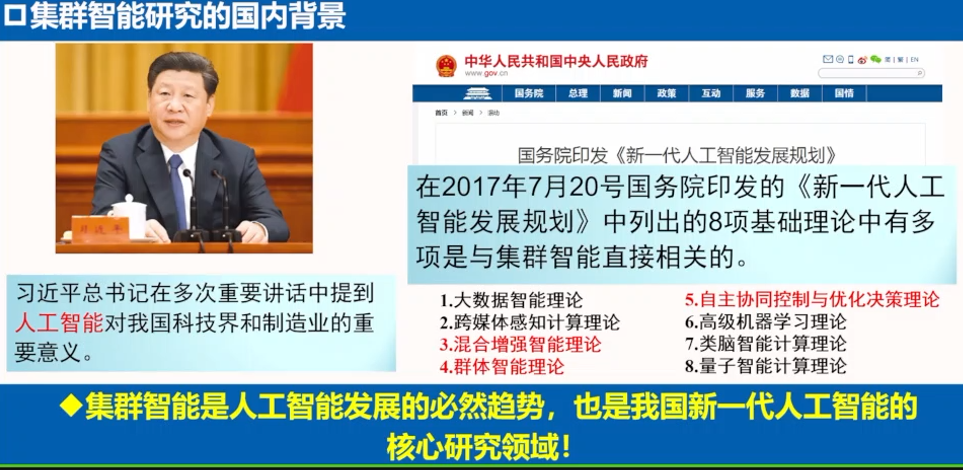 集群智能研究的国内背景
中华人民共和国中央人民政府
www.gov.cn
繁 | EN
国务院 总理 新闻 政策 互动 服务 数据 国情
首页 > 新闻 >
国务院印发《新一代人工智能发展规划》
在2017年7月20号国务院印发的《新一代人工
智能发展规划》中列出的8项基础理论中有多
项是与集群智能直接相关的。
习近平
习近平总书记在多次重要讲话中提到
人工智能对我国科技界和制造业的重
要意义。
1.大数据智能理论
2.跨媒体感知计算理论
3.混合增强智能理论
4.群体智能理论
5.自主协同控制与优化决策理论
6.高级机器学习理论
7.类脑智能计算理论
8.量子智能计算理论
◆集群智能是人工智能发展的必然趋势，也是我国新一代人工智能的
核心研究领域！